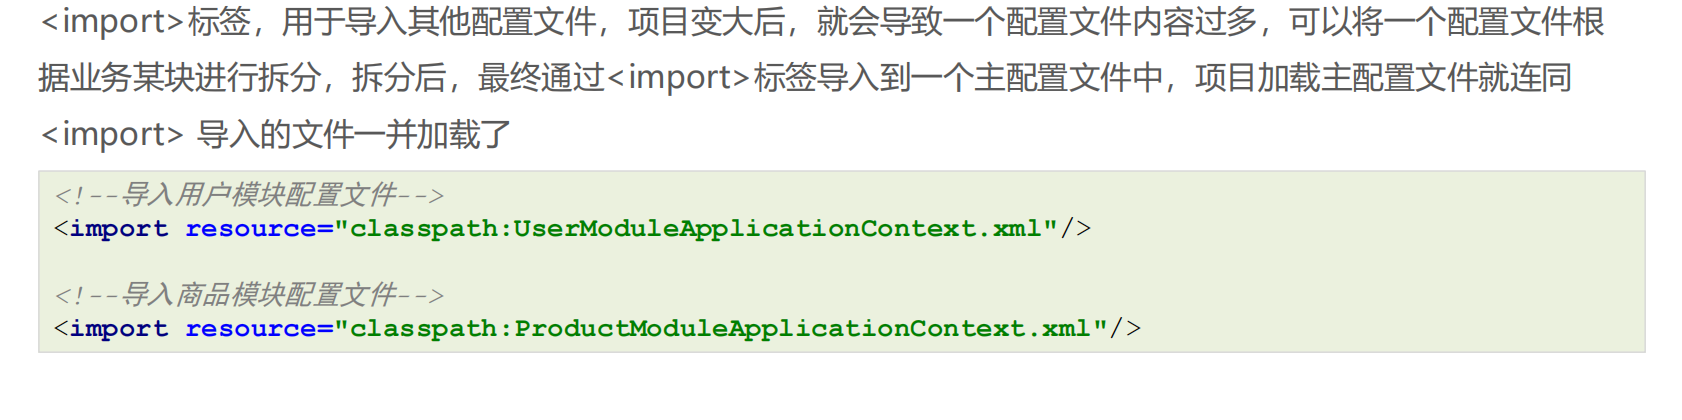 <import>标签，用于导入其他配置文件，项目变大后，就会导致一个配置文件内容过多，可以将一个配置文件根
据业务某块进行拆分，拆分后，最终通过<import>标签导入到一个主配置文件中，项目加载主配置文件就连同
<import> 导入的文件一并加载了
<!--导入用户模块配置文件-->
<import resource="classpath:UserModuleApplicationContext.xml"/>
<!--导入商品模块配置文件-->
<import resource="classpath:ProductModuleApplicationContext.xml"/>